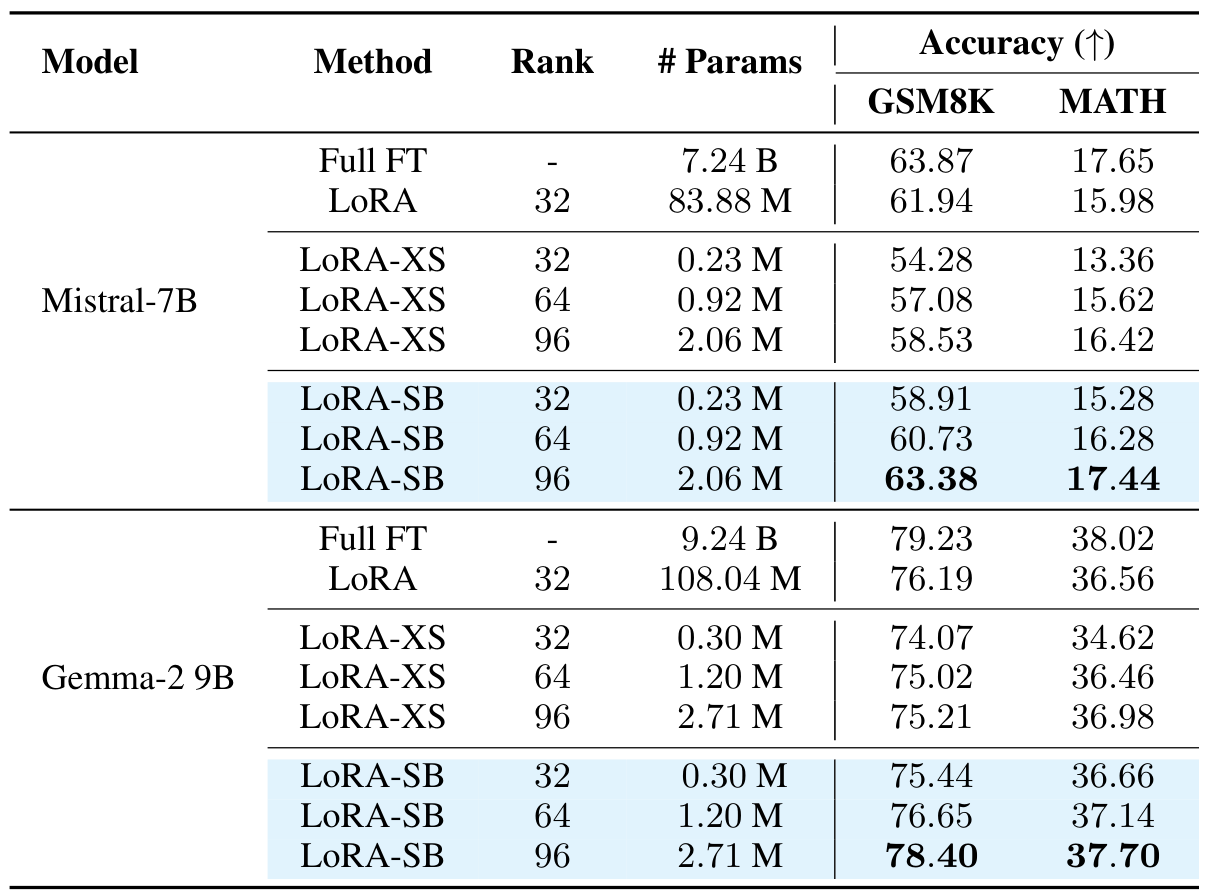 Model Method Rank # Params Accuracy (↑)
GSM8K MATH
Full FT - 7.24 B 63.87 17.65
LoRA 32 83.88 M 61.94 15.98
LoRA-XS 32 0.23 M 54.28 13.36
Mistral-7B LoRA-XS 64 0.92 M 57.08 15.62
LoRA-XS 96 2.06 M 58.53 16.42
LoRA-SB 32 0.23 M 58.91 15.28
LoRA-SB 64 0.92 M 60.73 16.28
LoRA-SB 96 2.06 M 63.38 17.44
Full FT - 9.24 B 79.23 38.02
LoRA 32 108.04 M 76.19 36.56
LoRA-XS 32 0.30 M 74.07 34.62
Gemma-2 9B LoRA-XS 64 1.20 M 75.02 36.46
LoRA-XS 96 2.71 M 75.21 36.98
LoRA-SB 32 0.30 M 75.44 36.66
LoRA-SB 64 1.20 M 76.65 37.14
LoRA-SB 96 2.71 M 78.40 37.70